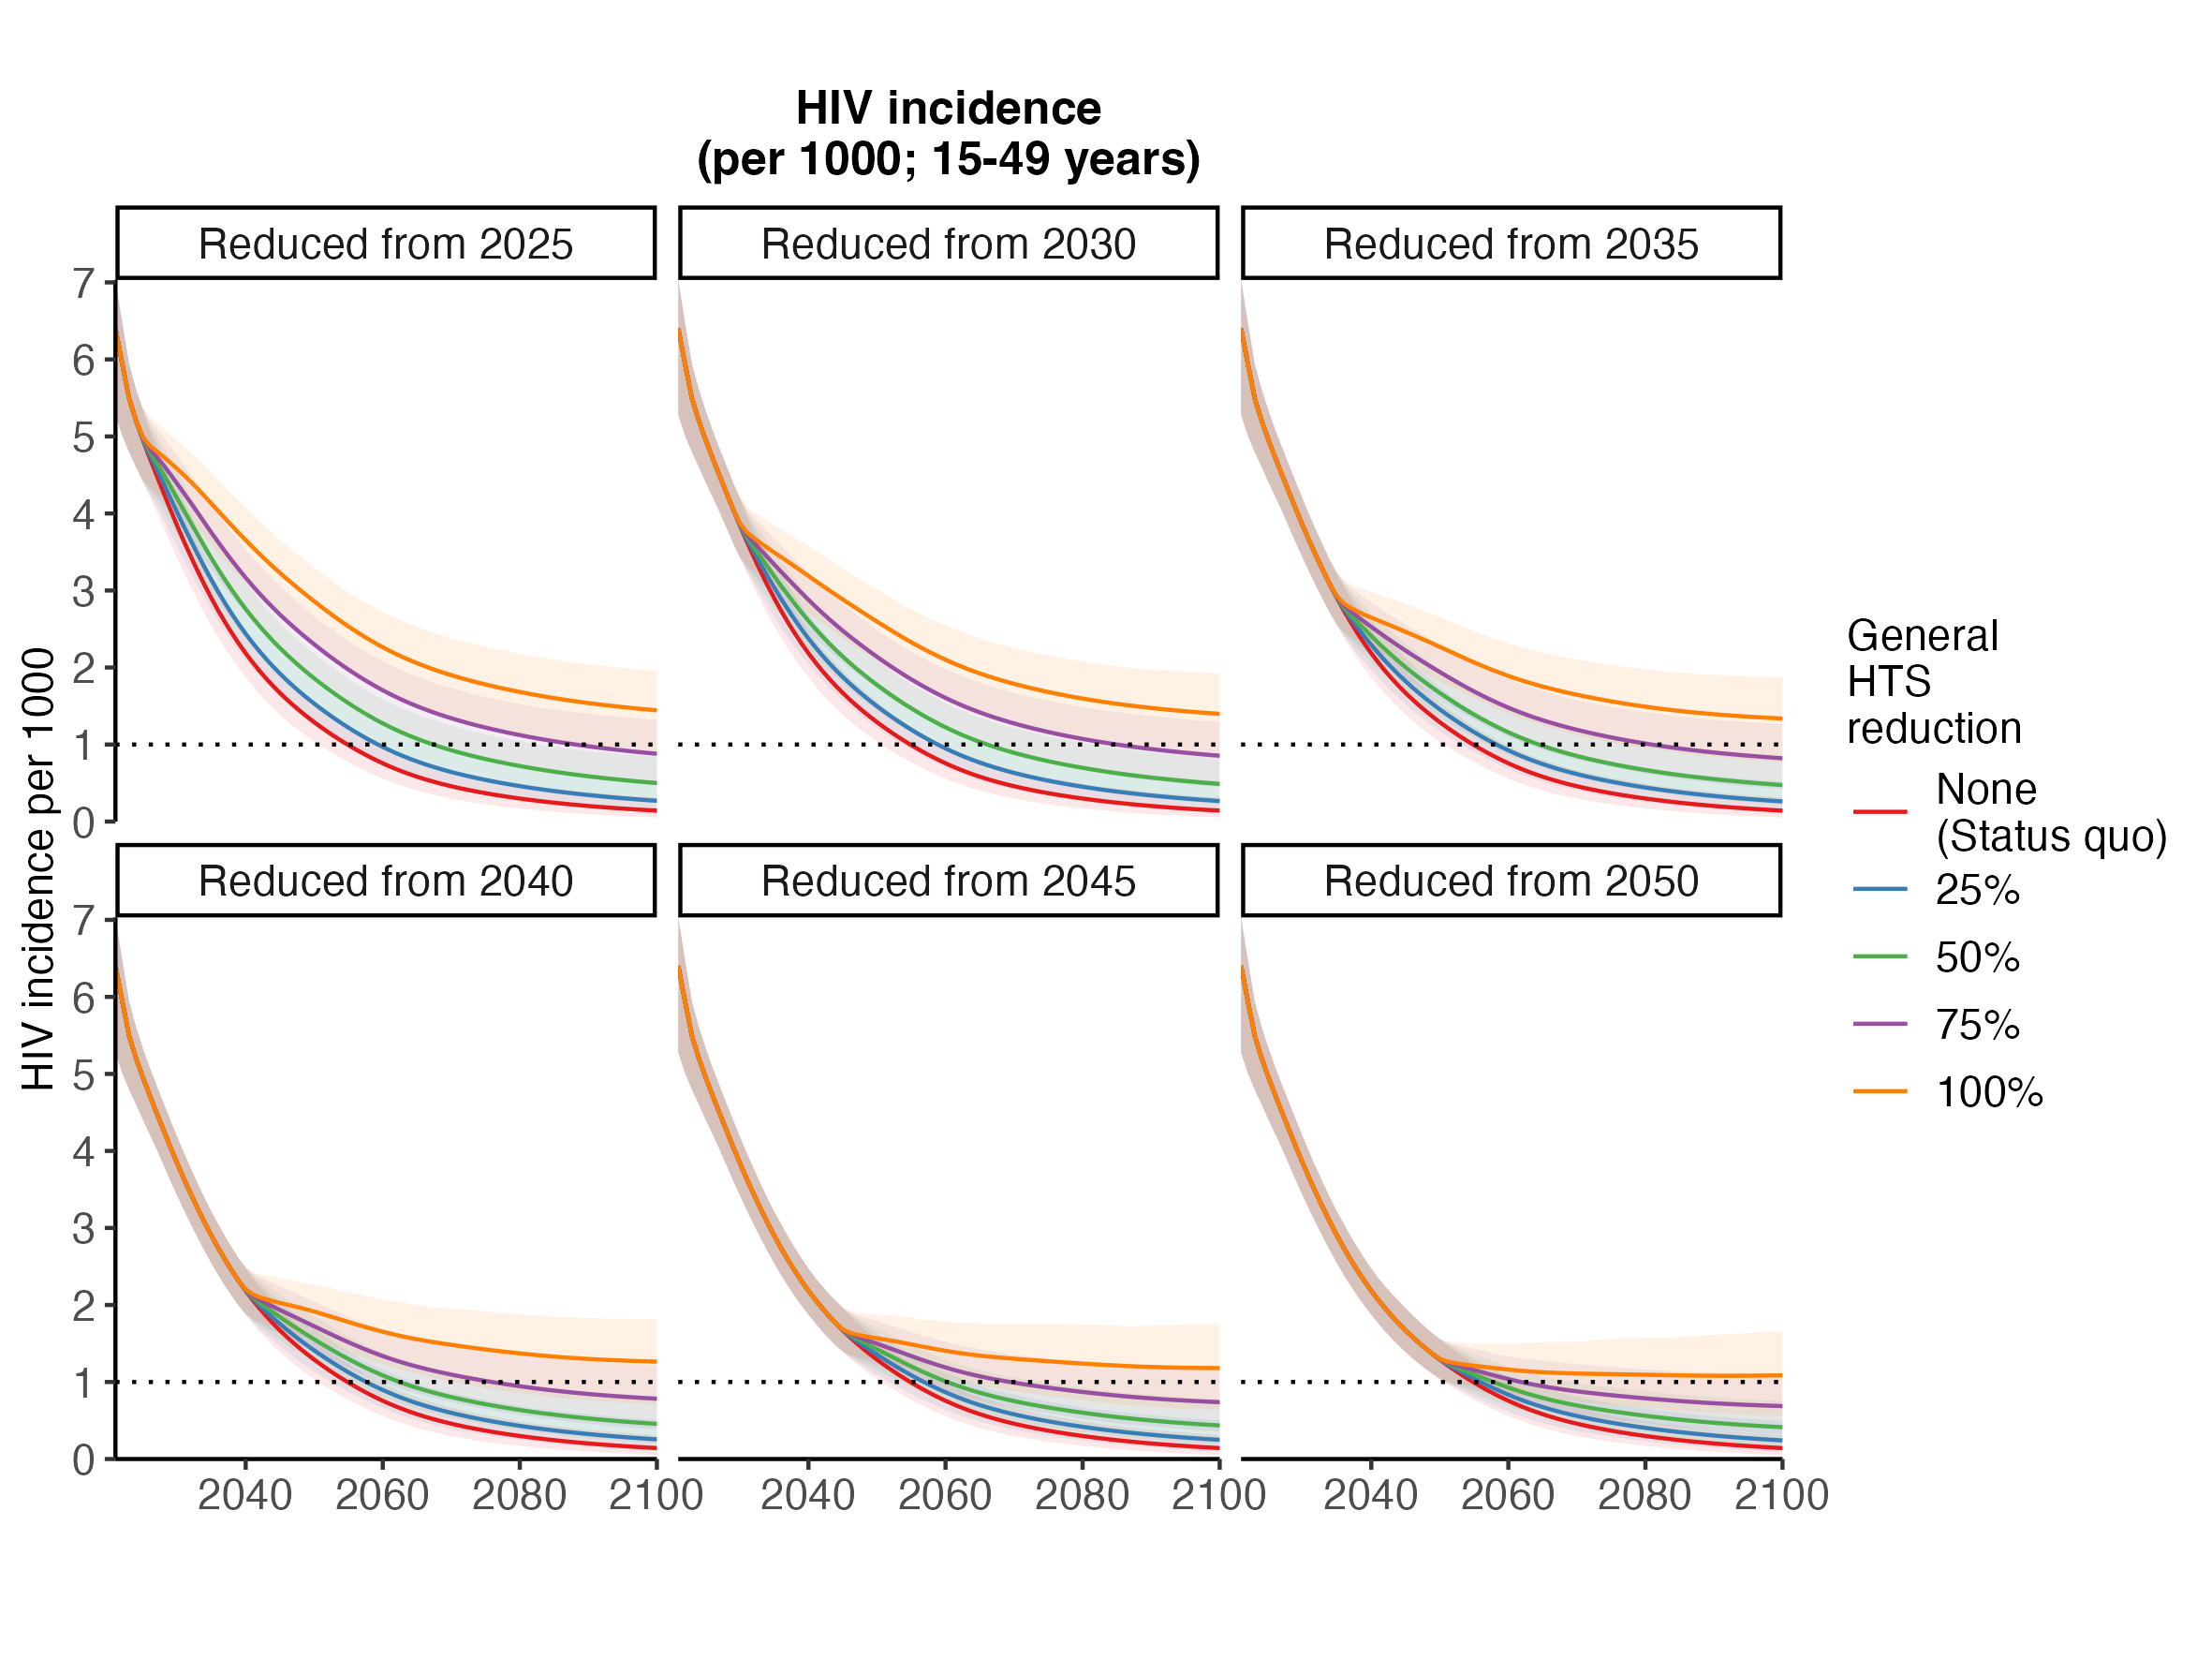 HIV incidence
(per 1000; 15-49 years)
Reduced from 2025
Reduced from 2030
Reduced from 2035
7
6
5
4
3
2
1
0
Reduced from 2040
Reduced from 2045
Reduced from 2050
7
6
5
4
3
2
1
0
2040 2060 2080 2100
2040 2060 2080 2100
2040 2060 2080 2100
HIV incidence per 1000
General
HTS
reduction
None
(Status quo)
25%
50%
75%
100%